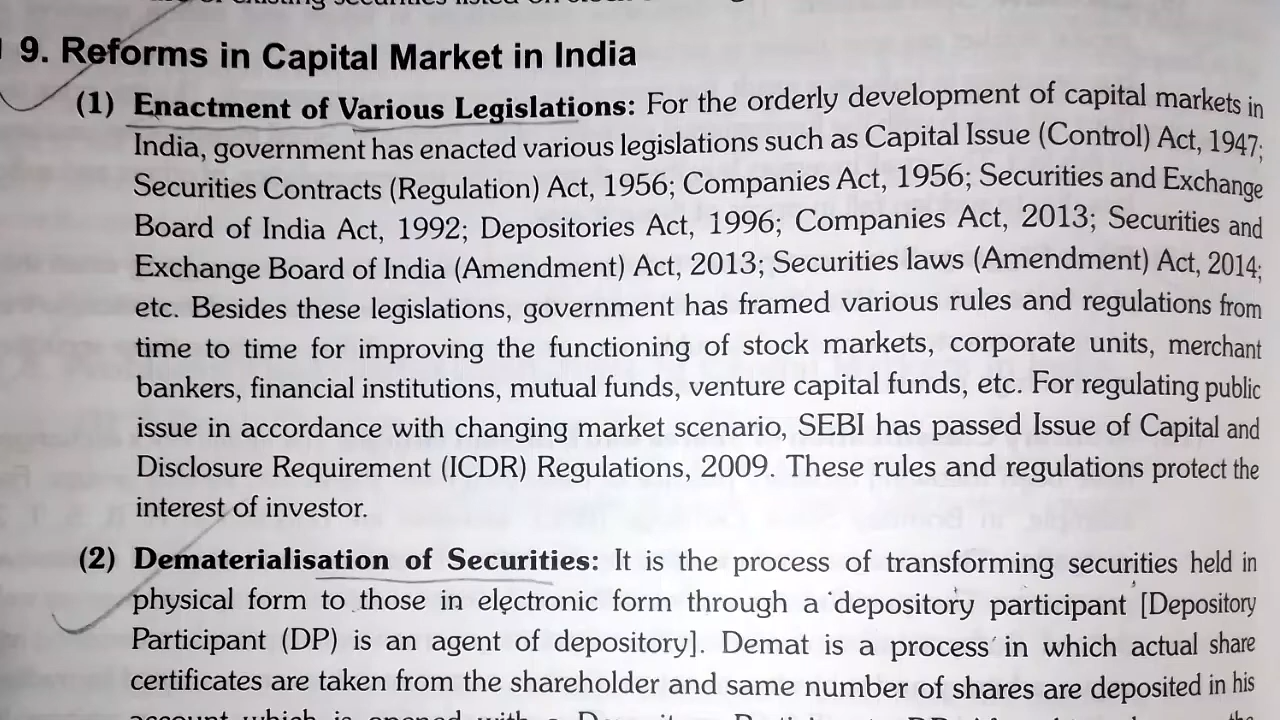 9. Reforms in Capital Market in India
(1) Enactment of Various Legislations: For the orderly development of capital markets in
India, government has enacted various legislations such as Capital Issue (Control) Act, 1947;
Securities Contracts (Regulation) Act, 1956; Companies Act, 1956; Securities and Exchange
Board of India Act, 1992; Depositories Act, 1996; Companies Act, 2013; Securities and
Exchange Board of India (Amendment) Act, 2013; Securities laws (Amendment) Act, 2014;
etc. Besides these legislations, government has framed various rules and regulations from
time to time for improving the functioning of stock markets, corporate units, merchant
bankers, financial institutions, mutual funds, venture capital funds, etc. For regulating public
issue in accordance with changing market scenario, SEBI has passed Issue of Capital and
Disclosure Requirement (ICDR) Regulations, 2009. These rules and regulations protect the
interest of investor.
(2) Dematerialisation of Securities: It is the process of transforming securities held in
physical form to those in electronic form through a depository participant [Depository
Participant (DP) is an agent of depository]. Demat is a process in which actual share
certificates are taken from the shareholder and same number of shares are deposited in his